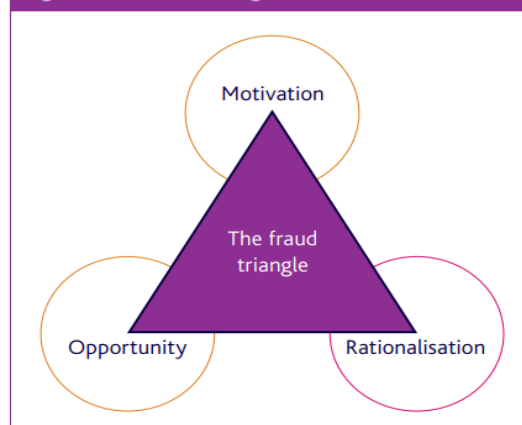 Motivation
The fraud
triangle
Opportunity
Rationalisation